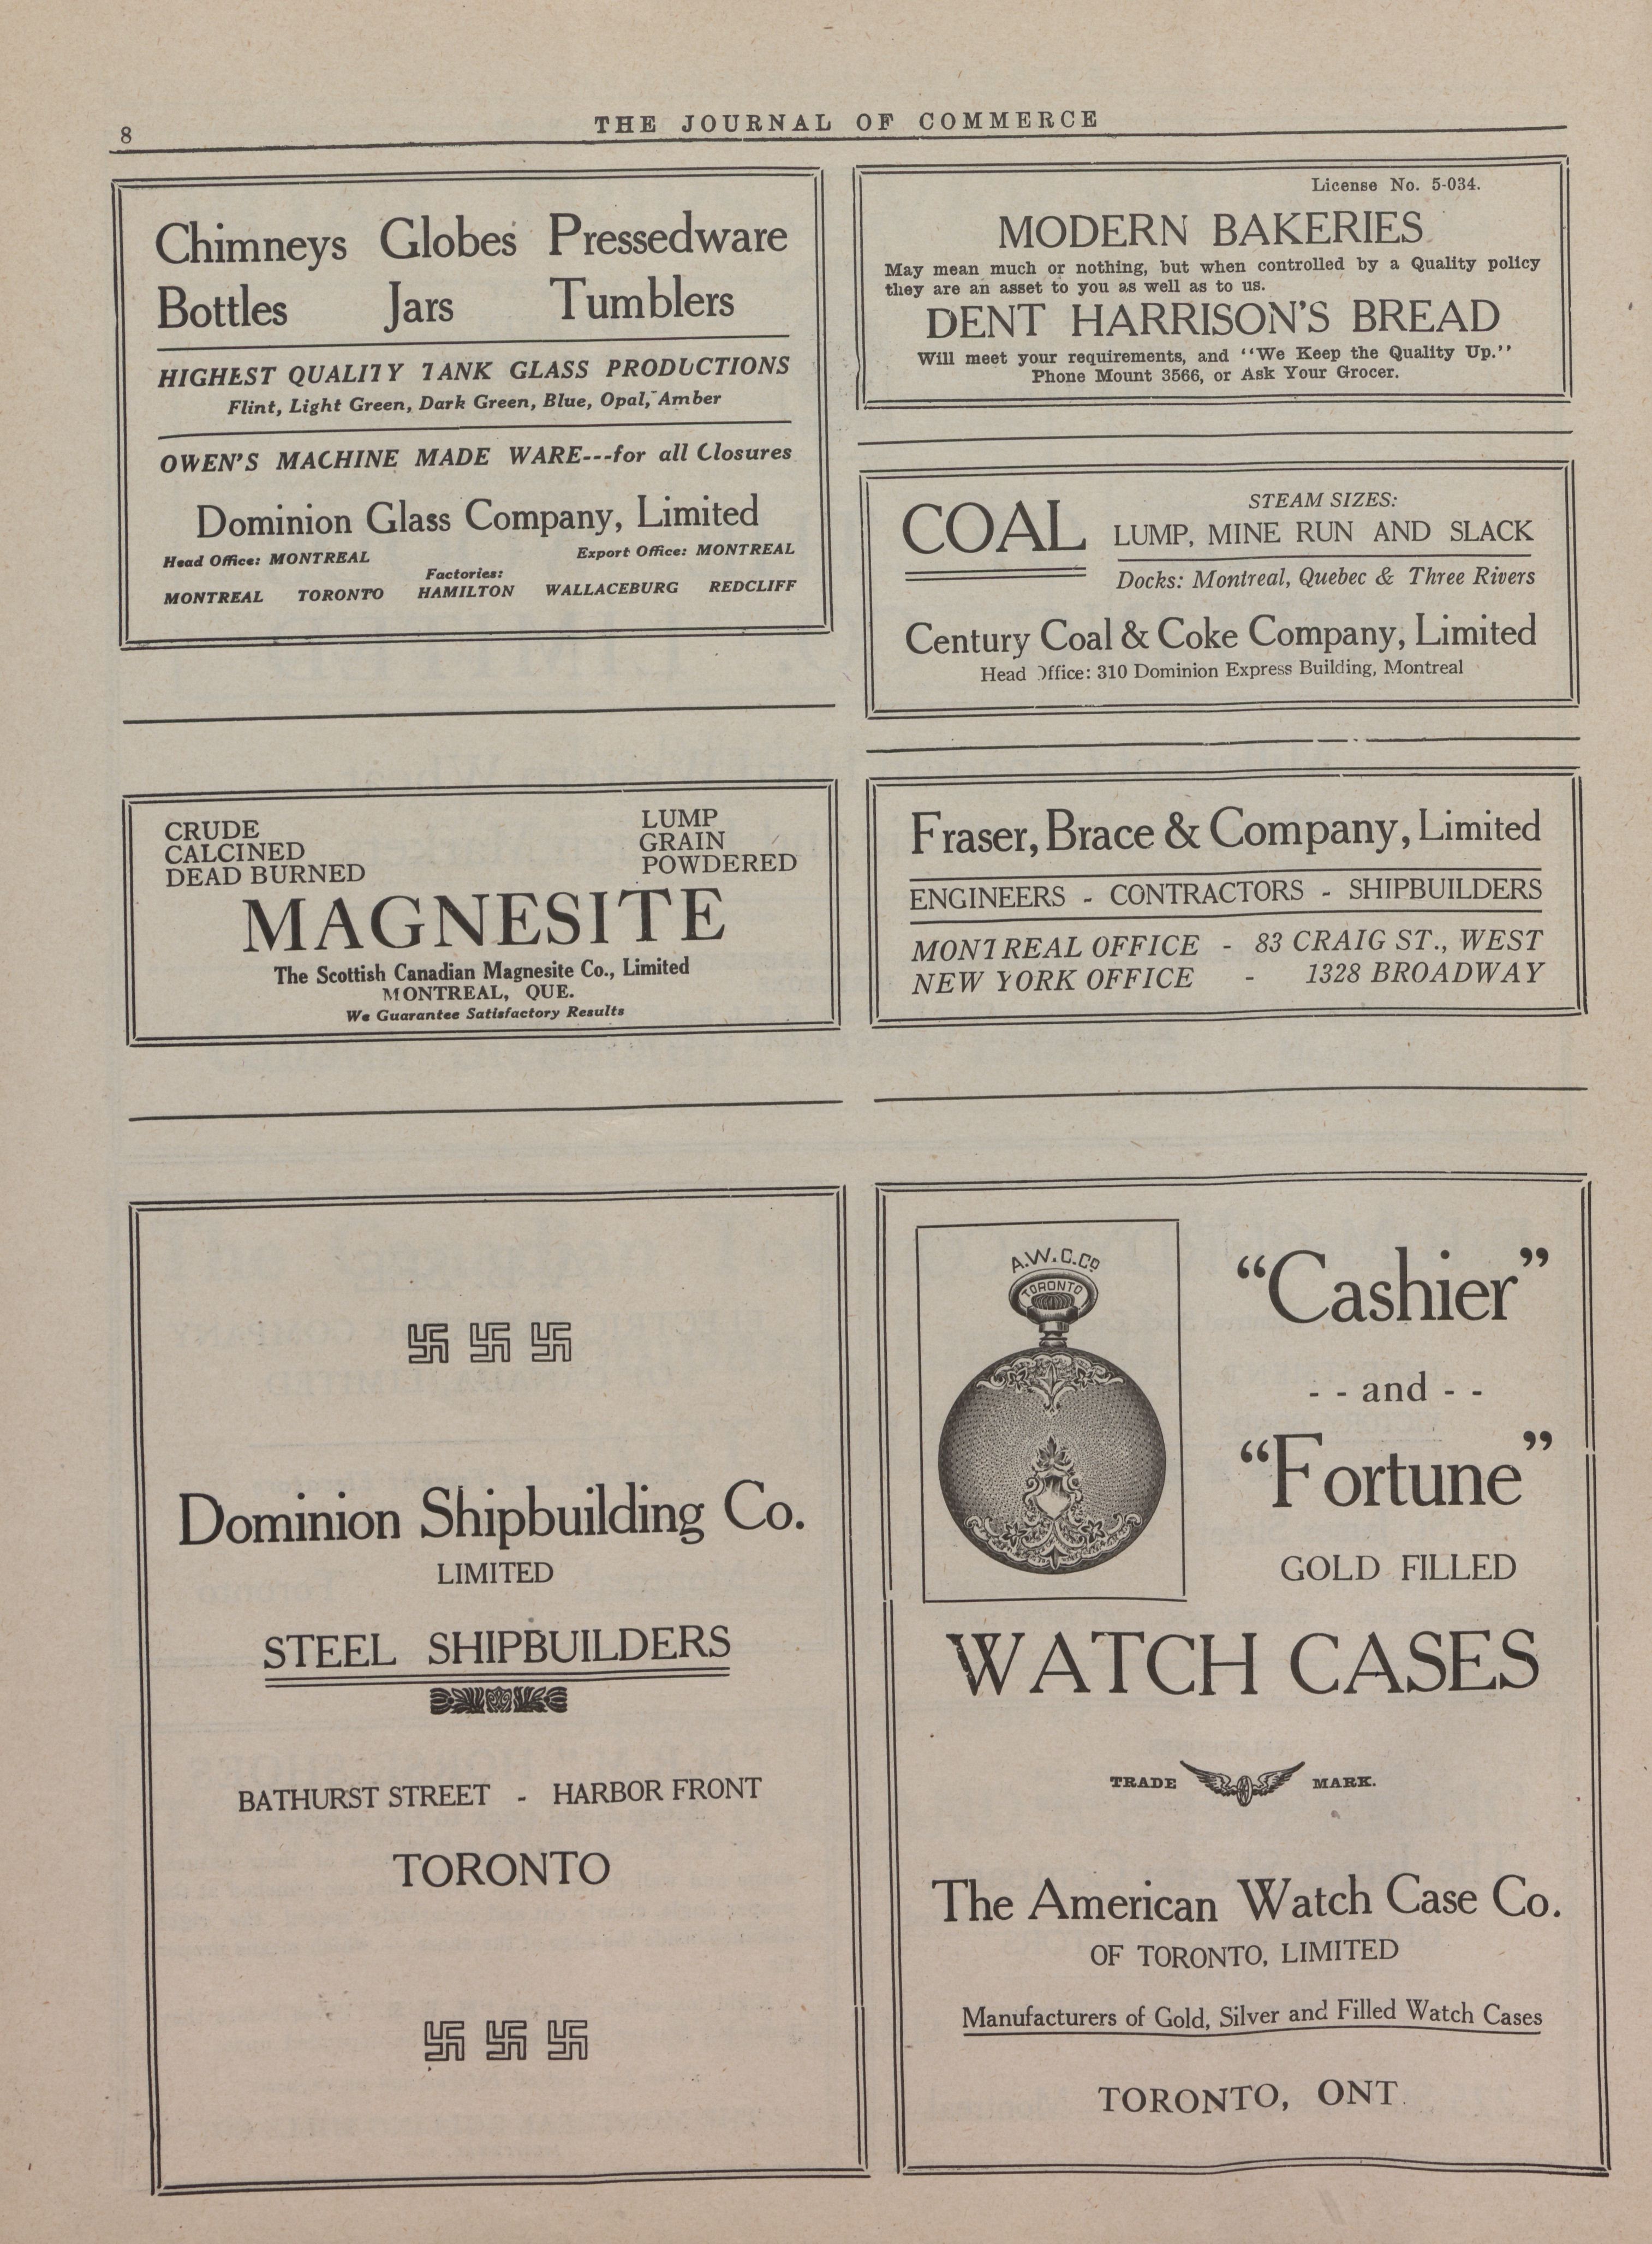 8
THE JOURNAL OF COMMERCE
Chimneys Globes Pressedware
Bottles Jars Tumblers
HIGHEST QUALITY TANK GLASS PRODUCTIONS
Flint, Light Green, Dark Green, Blue, Opal, Amber
OWEN'S MACHINE MADE WARE---for all Closures
Dominion Glass Company, Limited
Head Office: MONTREAL Export Office: MONTREAL
Factories:
MONTREAL TORONTO HAMILTON WALLACEBURG REDCLIFF
License No. 5-034.
MODERN BAKERIES
May mean much or nothing, but when controlled by a Quality policy
they are an asset to you as well as to us.
DENT HARRISON'S BREAD
Will meet your requirements, and "We Keep the Quality Up."
Phone Mount 3566, or Ask Your Grocer.
COAL
STEAM SIZES:
LUMP, MINE RUN AND SLACK
Docks: Montreal, Quebec & Three Rivers
Century Coal & Coke Company, Limited
Head Office: 310 Dominion Express Building, Montreal
CRUDE
CALCINED
DEAD BURNED
LUMP
GRAIN
POWDERED
MAGNESITE
The Scottish Canadian Magnesite Co., Limited
MONTREAL, QUE.
We Guarantee Satisfactory Results
Fraser, Brace & Company, Limited
ENGINEERS - CONTRACTORS - SHIPBUILDERS
MONTREAL OFFICE - 83 CRAIG ST., WEST
NEW YORK OFFICE - 1328 BROADWAY
Dominion Shipbuilding Co.
LIMITED
STEEL SHIPBUILDERS
BATHURST STREET - HARBOR FRONT
TORONTO
A.W.C.Co
TORONTO
"Cashier"
- - and - -
"Fortune"
GOLD FILLED
WATCH CASES
TRADE MARK.
The American Watch Case Co.
OF TORONTO, LIMITED
Manufacturers of Gold, Silver and Filled Watch Cases
TORONTO, ONT.